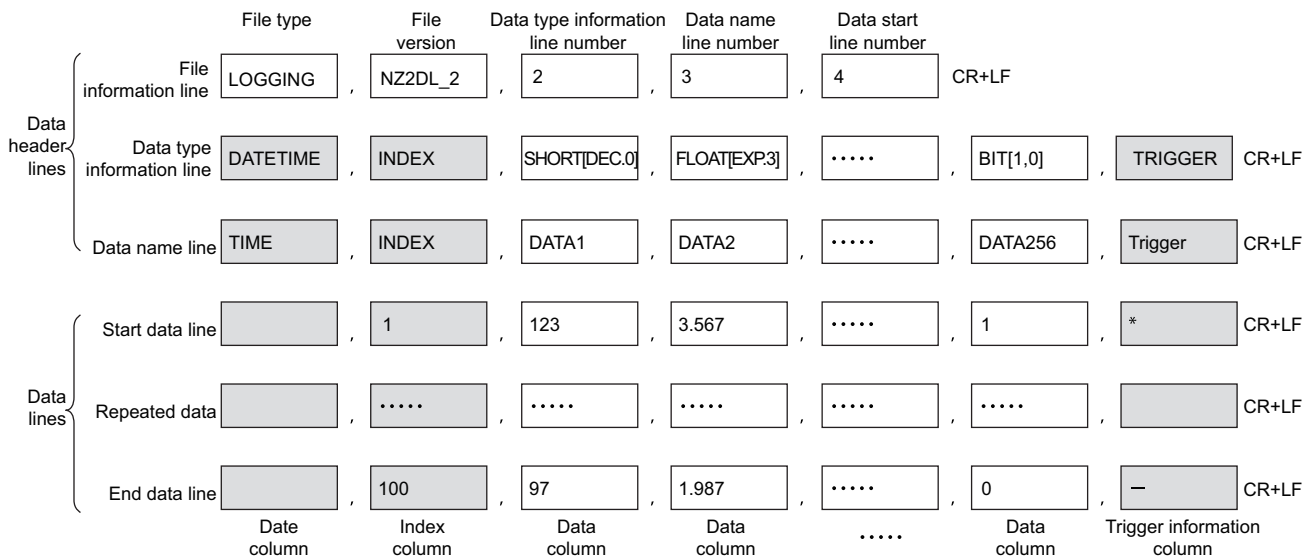 File type
File version
Data type information line number
Data name line number
Data start line number
Data header lines
File information line
LOGGING , NZ2DL_2 , 2 , 3 , 4 CR+LF
Data type information line
DATETIME , INDEX , SHORT[DEC.0] , FLOAT[EXP.3] , ..... , BIT[1,0] , TRIGGER CR+LF
Data name line
TIME , INDEX , DATA1 , DATA2 , ..... , DATA256 , Trigger CR+LF
Data lines
Start data line
, 1 , 123 , 3.567 , ..... , 1 , * CR+LF
Repeated data
, ..... , ..... , ..... , ..... , ..... , CR+LF
End data line
, 100 , 97 , 1.987 , ..... , 0 , — CR+LF
Date column
Index column
Data column
Data column
.....
Data column
Trigger information column